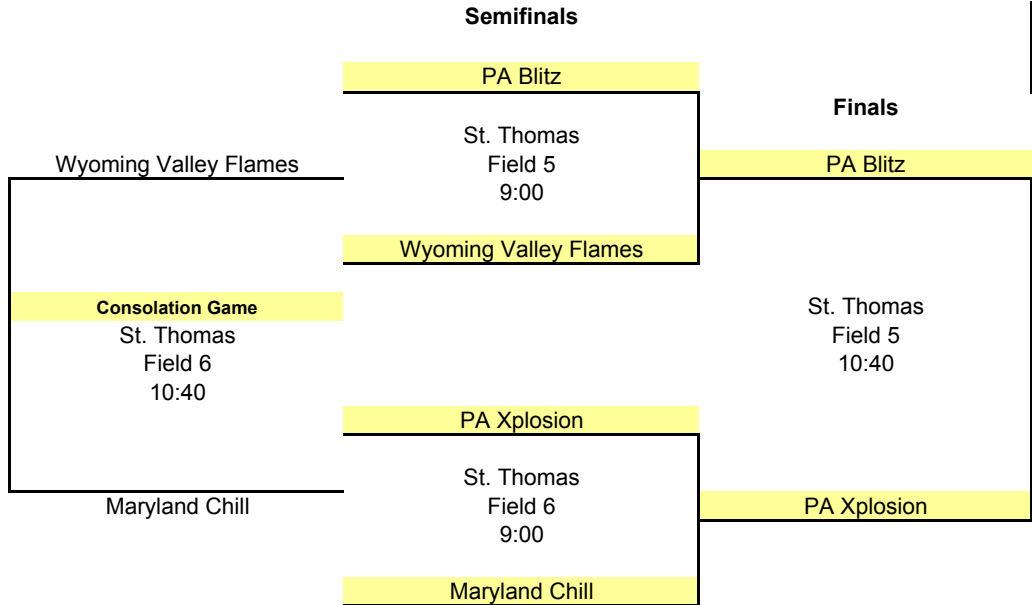 Semifinals
PA Blitz
Finals
St. Thomas
Wyoming Valley Flames
Field 5
PA Blitz
9:00
Wyoming Valley Flames
Consolation Game
St. Thomas
St. Thomas
Field 5
Field 6
10:40
10:40
PA Xplosion
St. Thomas
Maryland Chill
Field 6
PA Xplosion
9:00
Maryland Chill